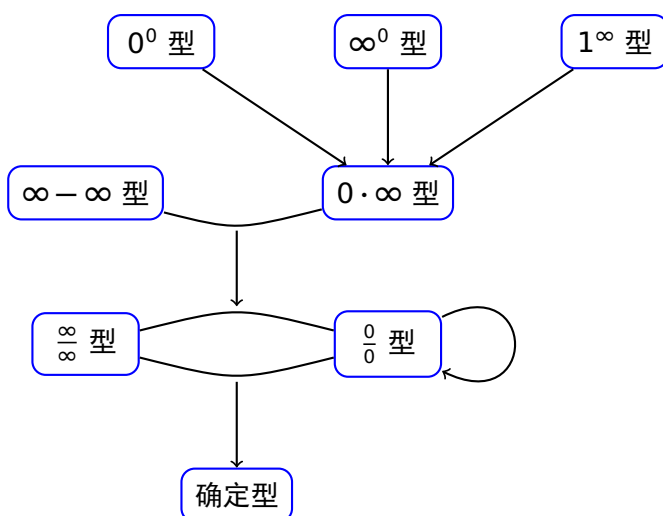 0⁰ 型
∞⁰ 型
1^∞ 型
∞ − ∞ 型
0 · ∞ 型
∞/∞ 型
0/0 型
确定型